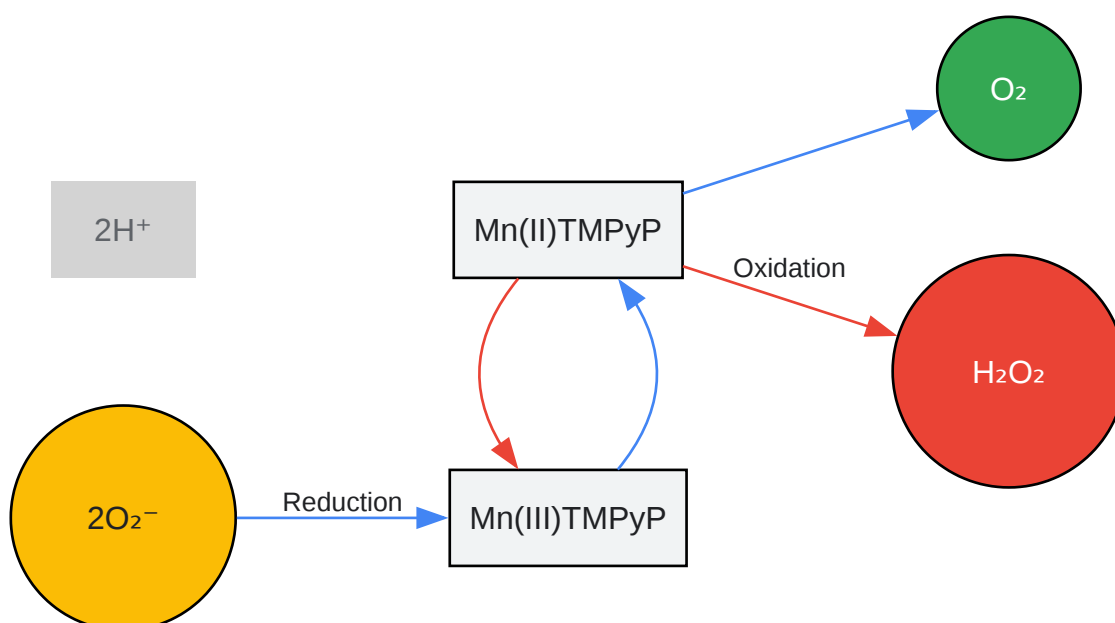 O₂
2H⁺
Mn(II)TMPyP
Oxidation
H₂O₂
Reduction
2O₂⁻
Mn(III)TMPyP